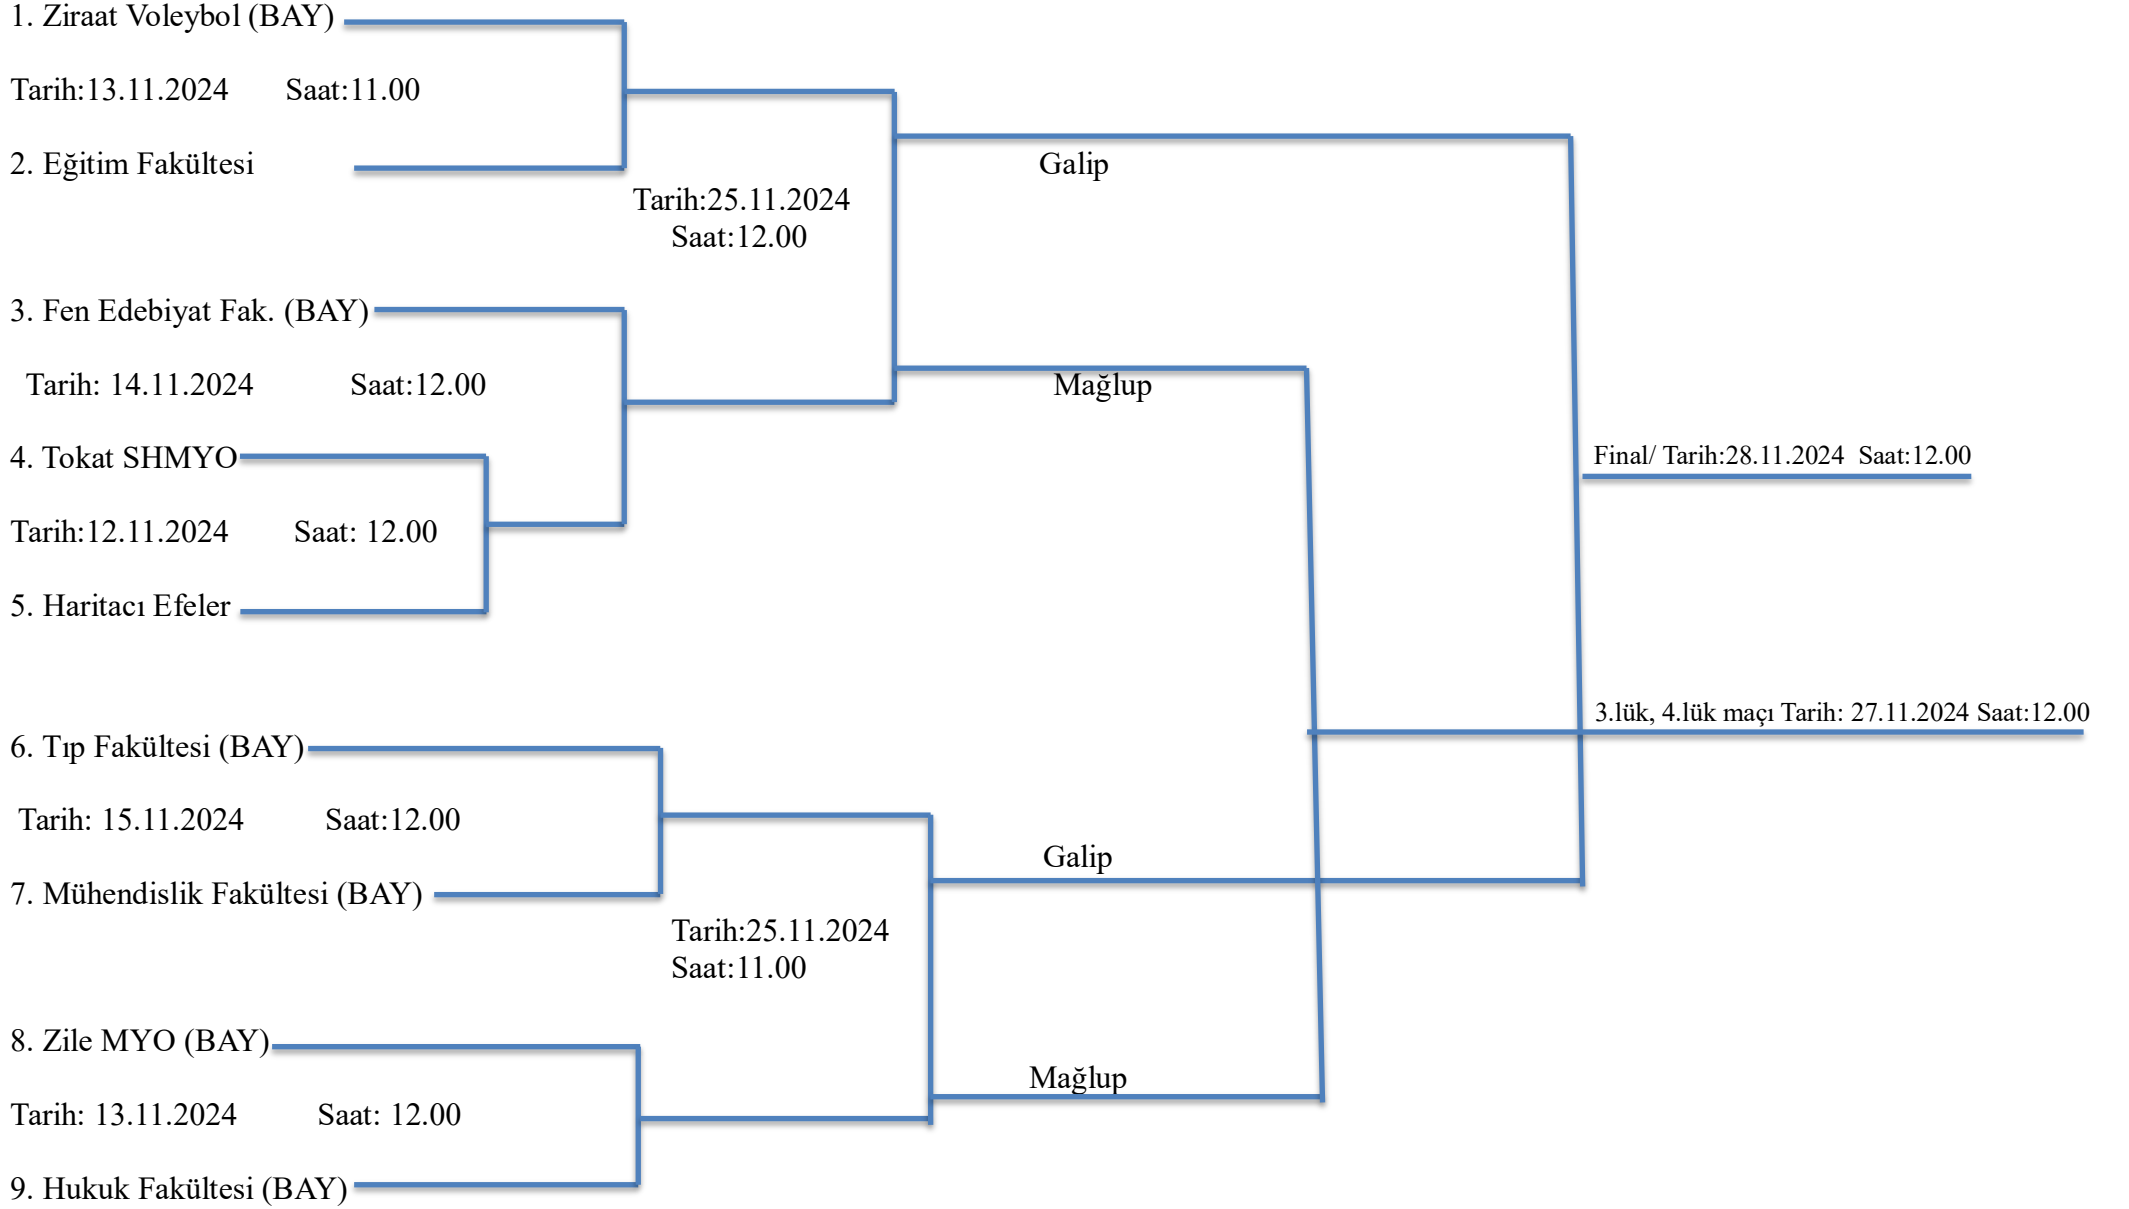 1. Ziraat Voleybol (BAY)
Tarih:13.11.2024 Saat:11.00
2. Eğitim Fakültesi
Tarih:25.11.2024
Saat:12.00
Galip
3. Fen Edebiyat Fak. (BAY)
Tarih: 14.11.2024 Saat:12.00
Mağlup
4. Tokat SHMYO
Tarih:12.11.2024 Saat: 12.00
5. Haritacı Efeler
Final/ Tarih:28.11.2024 Saat:12.00
3.lük, 4.lük maçı Tarih: 27.11.2024 Saat:12.00
6. Tıp Fakültesi (BAY)
Tarih: 15.11.2024 Saat:12.00
7. Mühendislik Fakültesi (BAY)
Galip
Tarih:25.11.2024
Saat:11.00
8. Zile MYO (BAY)
Mağlup
Tarih: 13.11.2024 Saat: 12.00
9. Hukuk Fakültesi (BAY)